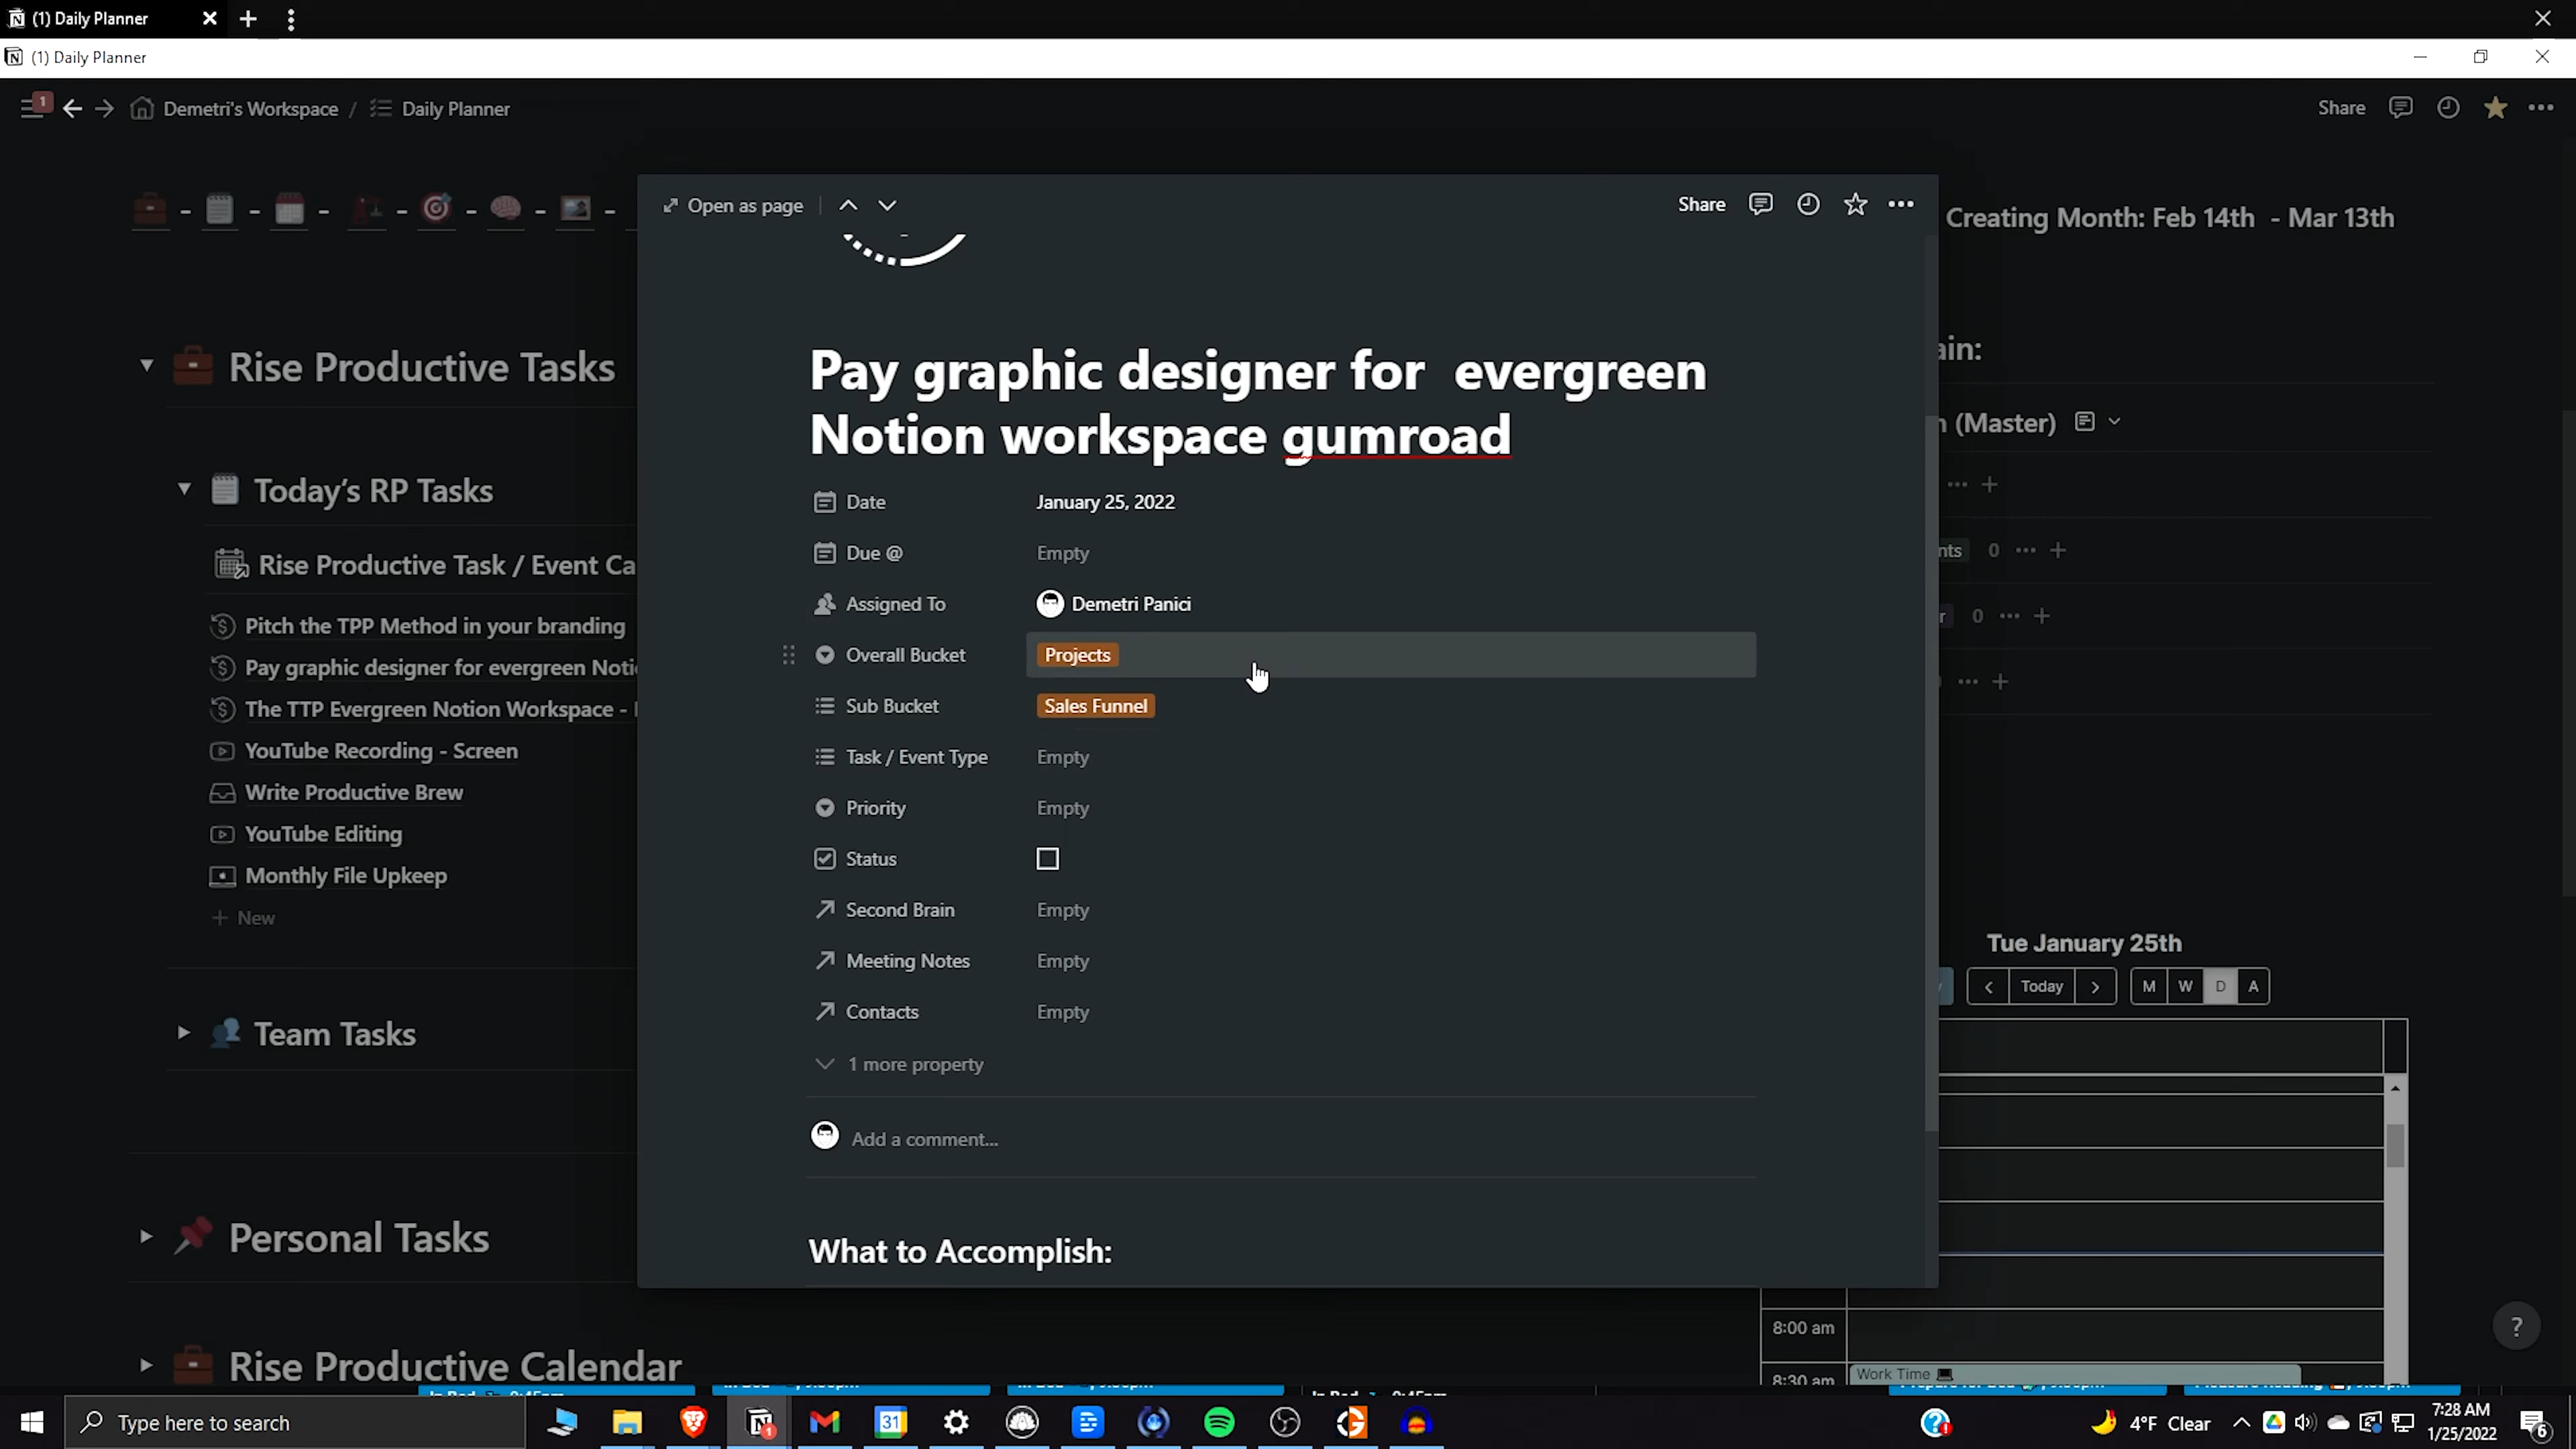 (1) Daily Planner
(1) Daily Planner
1
Demetri's Workspace / Daily Planner
Share
Open as page
Share
Creating Month: Feb 14th - Mar 13th
Rise Productive Tasks
Today's RP Tasks
Rise Productive Task / Event Ca
Pitch the TPP Method in your branding
Pay graphic designer for evergreen Noti
The TTP Evergreen Notion Workspace -
YouTube Recording - Screen
Write Productive Brew
YouTube Editing
Monthly File Upkeep
+ New
Team Tasks
Personal Tasks
Rise Productive Calendar
Pay graphic designer for evergreen
Notion workspace gumroad
Date January 25, 2022
Due @ Empty
Assigned To Demetri Panici
Overall Bucket Projects
Sub Bucket Sales Funnel
Task / Event Type Empty
Priority Empty
Status
Second Brain Empty
Meeting Notes Empty
Contacts Empty
1 more property
Add a comment...
What to Accomplish:
ain:
n (Master)
nts 0
r 0
Tue January 25th
Today
M W D A
8:00 am
8:30 am
Work Time
?
Type here to search
1
31
4°F Clear
7:28 AM
1/25/2022
6